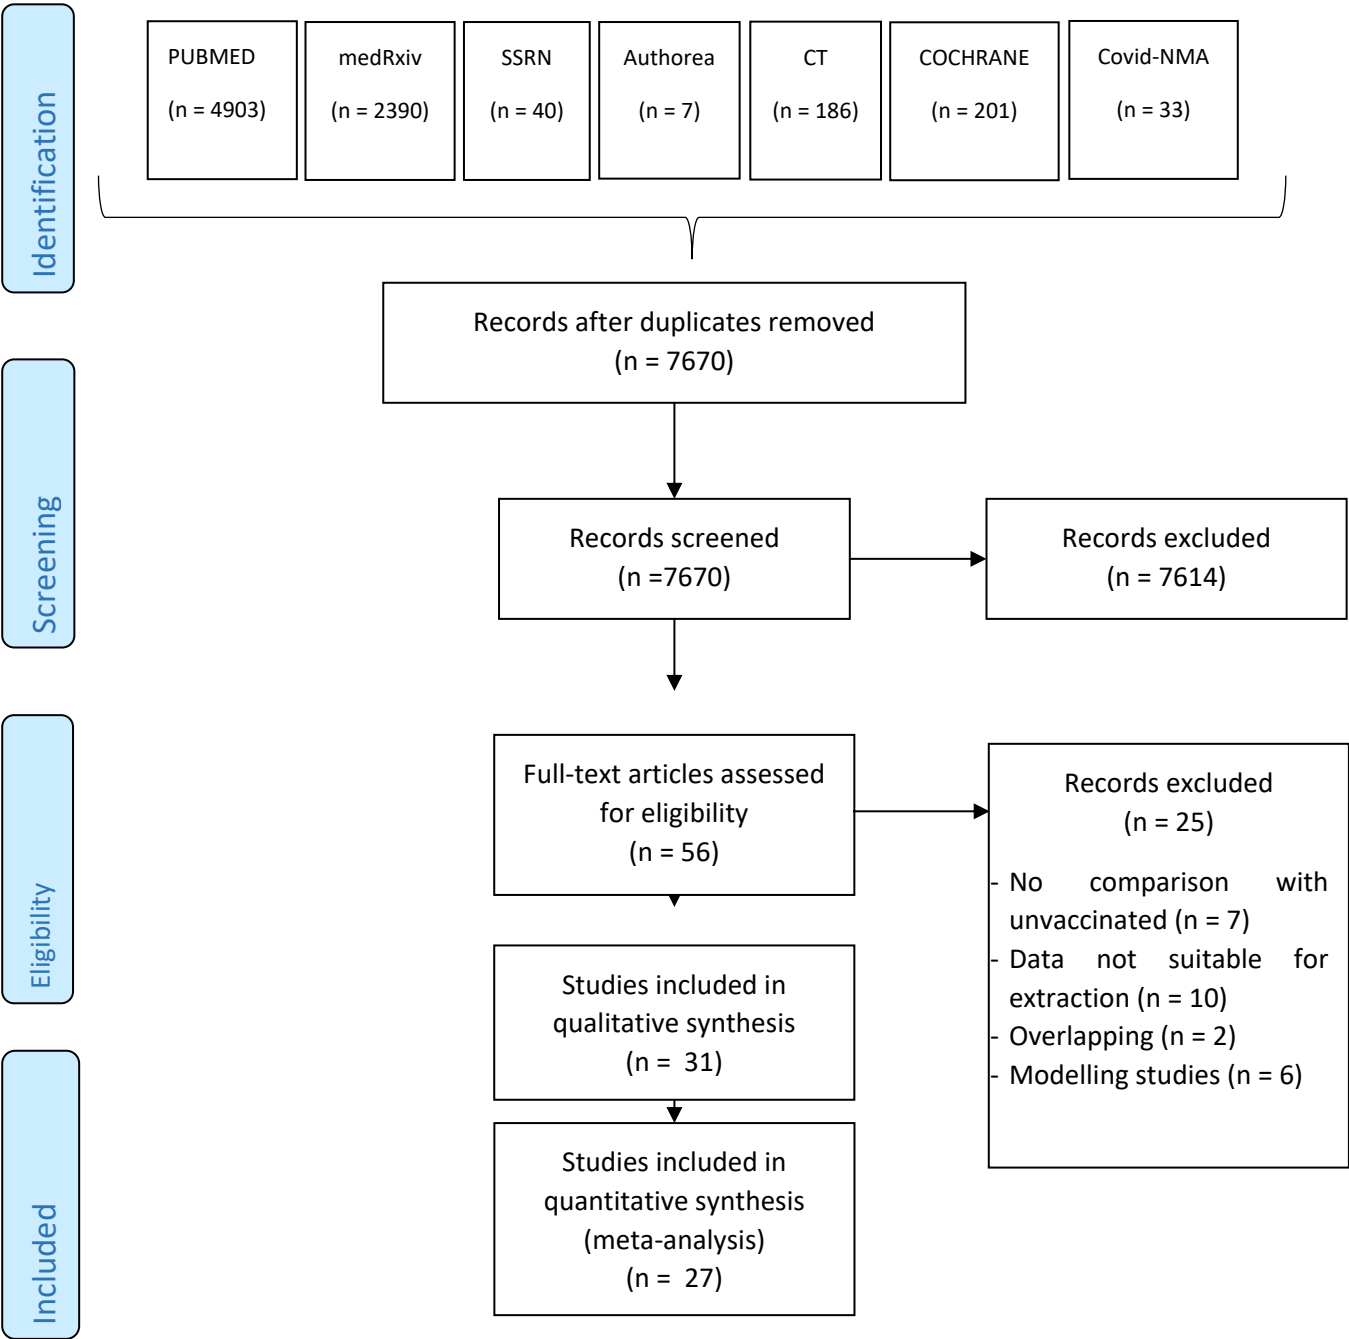 Identification
PUBMED
(n = 4903)
medRxiv
(n = 2390)
SSRN
(n = 40)
Authorea
(n = 7)
CT
(n = 186)
COCHRANE
(n = 201)
Covid-NMA
(n = 33)
Records after duplicates removed
(n = 7670)
Screening
Records screened
(n =7670)
Records excluded
(n = 7614)
Eligibility
Full-text articles assessed
for eligibility
(n = 56)
Records excluded
(n = 25)
- No comparison with
unvaccinated (n = 7)
- Data not suitable for
extraction (n = 10)
- Overlapping (n = 2)
- Modelling studies (n = 6)
Studies included in
qualitative synthesis
(n = 31)
Included
Studies included in
quantitative synthesis
(meta-analysis)
(n = 27)